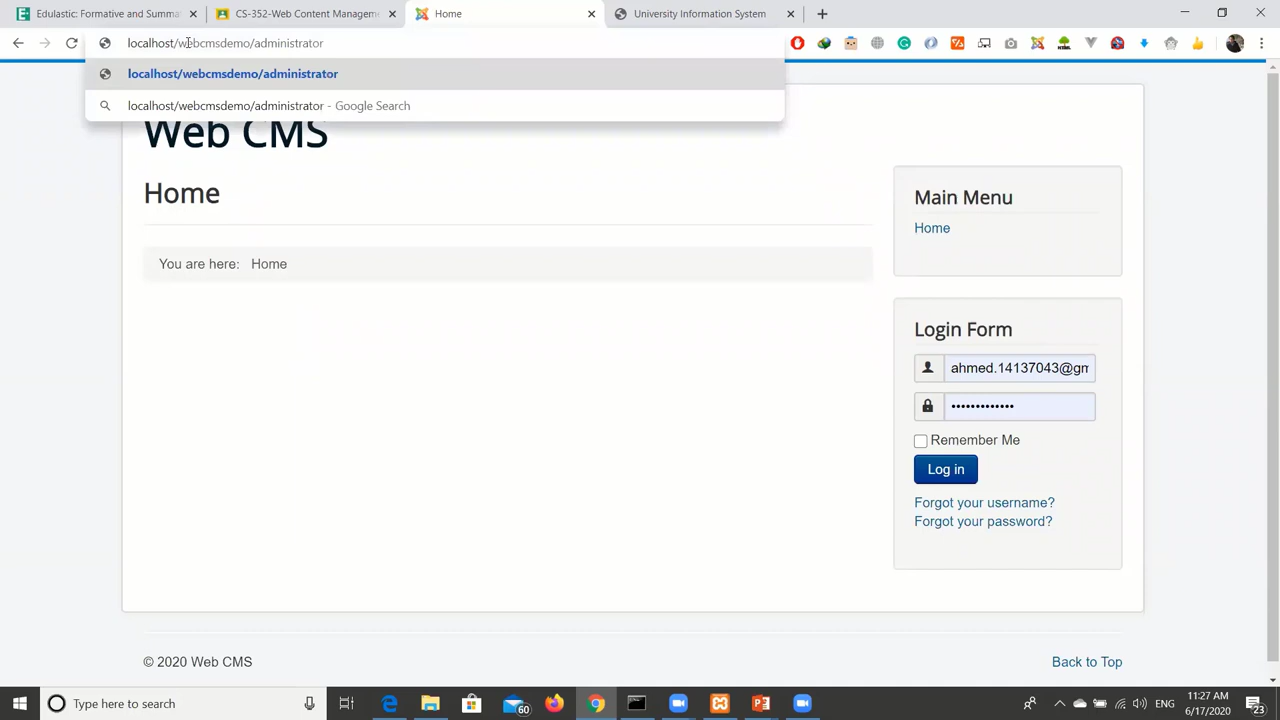 Edulastic: Formative and Summa
CS-352-Web Content Managem
Home
University Information System
localhost/webcmsdemo/administrator
localhost/webcmsdemo/administrator
localhost/webcmsdemo/administrator - Google Search
Web CMS
Home
You are here: Home
Main Menu
Home
Login Form
ahmed.14137043@gm
•••••••••••••
Remember Me
Log in
Forgot your username?
Forgot your password?
© 2020 Web CMS
Back to Top
Type here to search
60
ENG
11:27 AM
6/17/2020
23